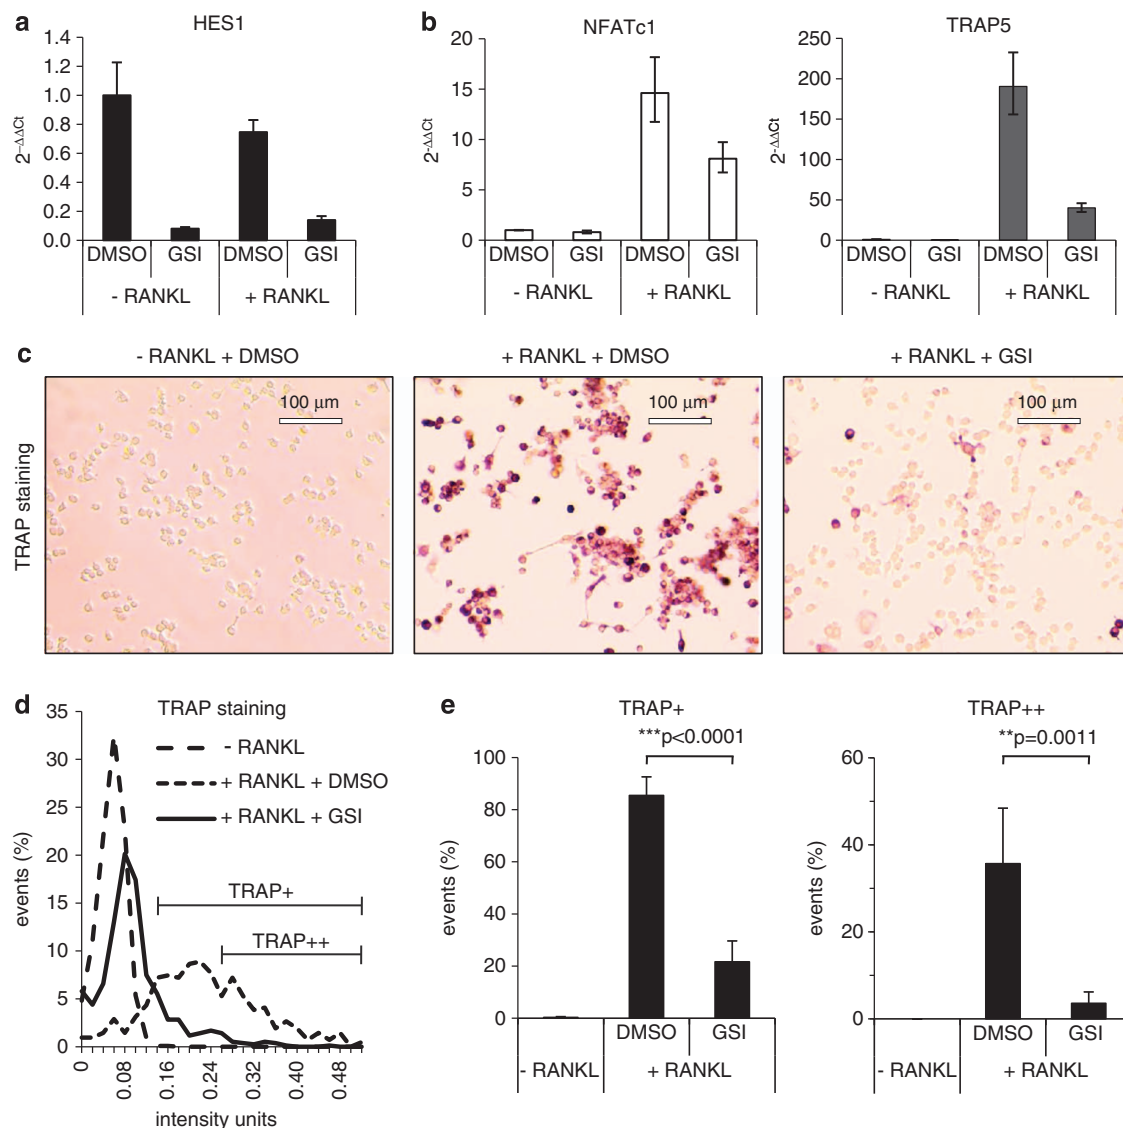 a
HES1
1.4
1.2
1.0
0.8
0.6
0.4
0.2
0.0
2-ΔΔCt
DMSO GSI DMSO GSI
- RANKL + RANKL
b
NFATc1
20
15
10
5
0
2-ΔΔCt
DMSO GSI DMSO GSI
- RANKL + RANKL
TRAP5
250
200
150
100
50
0
2-ΔΔCt
DMSO GSI DMSO GSI
- RANKL + RANKL
c
- RANKL + DMSO
+ RANKL + DMSO
+ RANKL + GSI
TRAP staining
100 μm
100 μm
100 μm
d
TRAP staining
- RANKL
+ RANKL + DMSO
+ RANKL + GSI
TRAP+
TRAP++
35
30
25
20
15
10
5
0
events (%)
0 0.08 0.16 0.24 0.32 0.40 0.48
intensity units
e
TRAP+
***p<0.0001
100
80
60
40
20
0
events (%)
DMSO GSI
- RANKL + RANKL
TRAP++
**p=0.0011
60
40
20
0
events (%)
DMSO GSI
- RANKL + RANKL